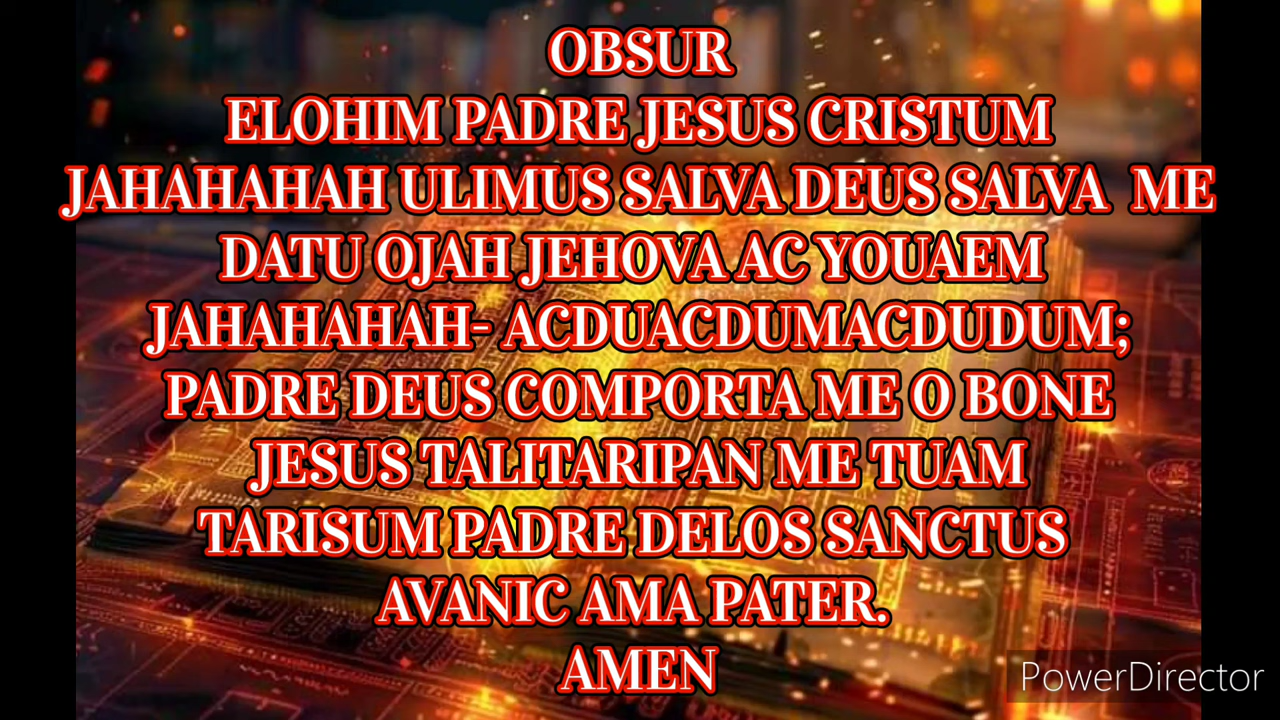 OBSUR
ELOHIM PADRE JESUS CRISTUM
JAHAHAHAH ULIMUS SALVA DEUS SALVA ME
DATU OJAH JEHOVA AC YOUAEM
JAHAHAHAH- ACDUACDUMACDUDUM;
PADRE DEUS COMPORTA ME O BONE
JESUS TALITARIPAN ME TUAM
TARISUM PADRE DELOS SANCTUS
AVANIC AMA PATER.
AMEN
PowerDirector